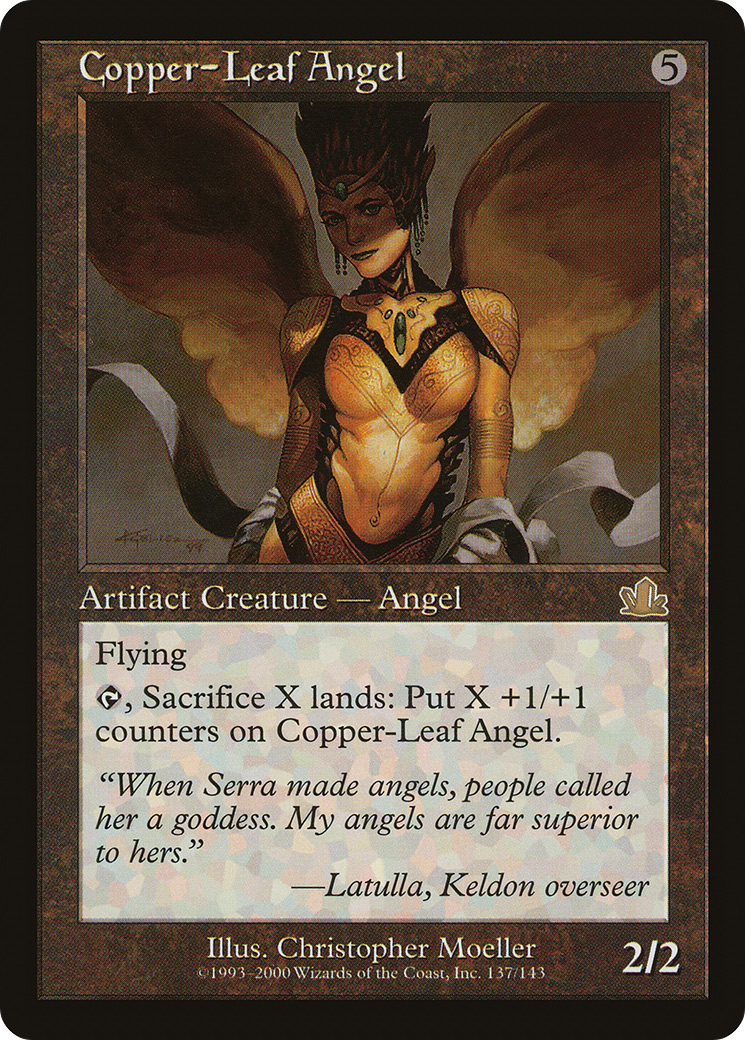 Copper-Leaf Angel
5
Artifact Creature — Angel
Flying
, Sacrifice X lands: Put X +1/+1
counters on Copper-Leaf Angel.
“When Serra made angels, people called
her a goddess. My angels are far superior
to hers.”
—Latulla, Keldon overseer
Illus. Christopher Moeller
2/2
©1993–2000 Wizards of the Coast, Inc. 137/143